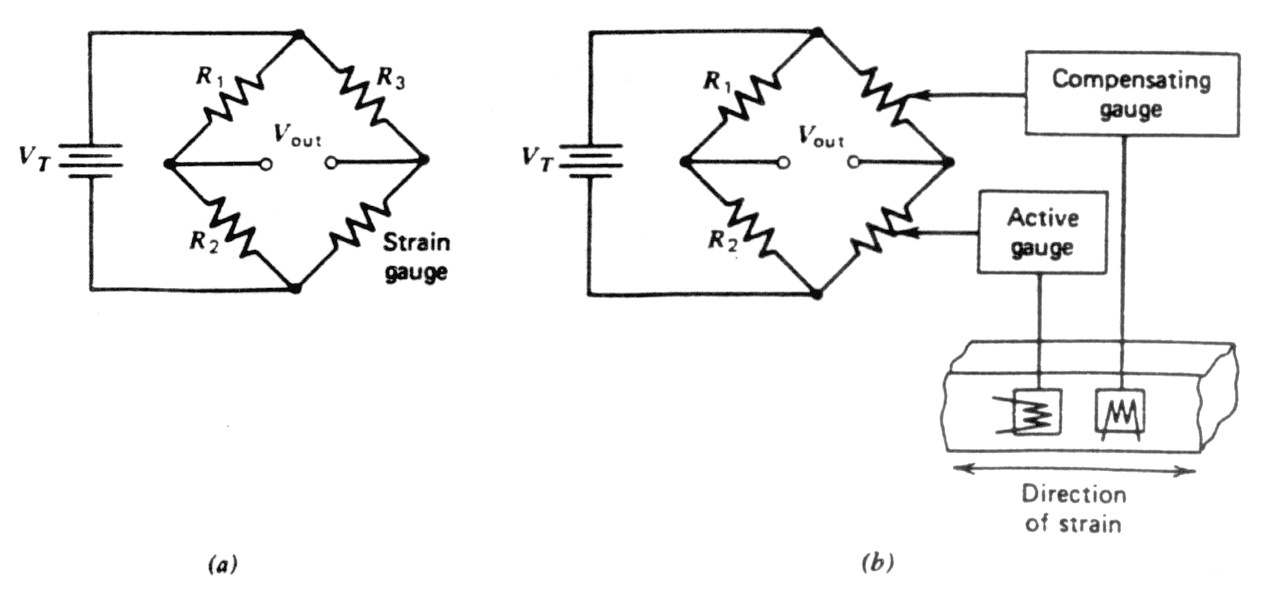 R1
R3
Vout
VT
R2
Strain
gauge
(a)
R1
Compensating
gauge
Vout
VT
Active
gauge
R2
Direction
of strain
(b)